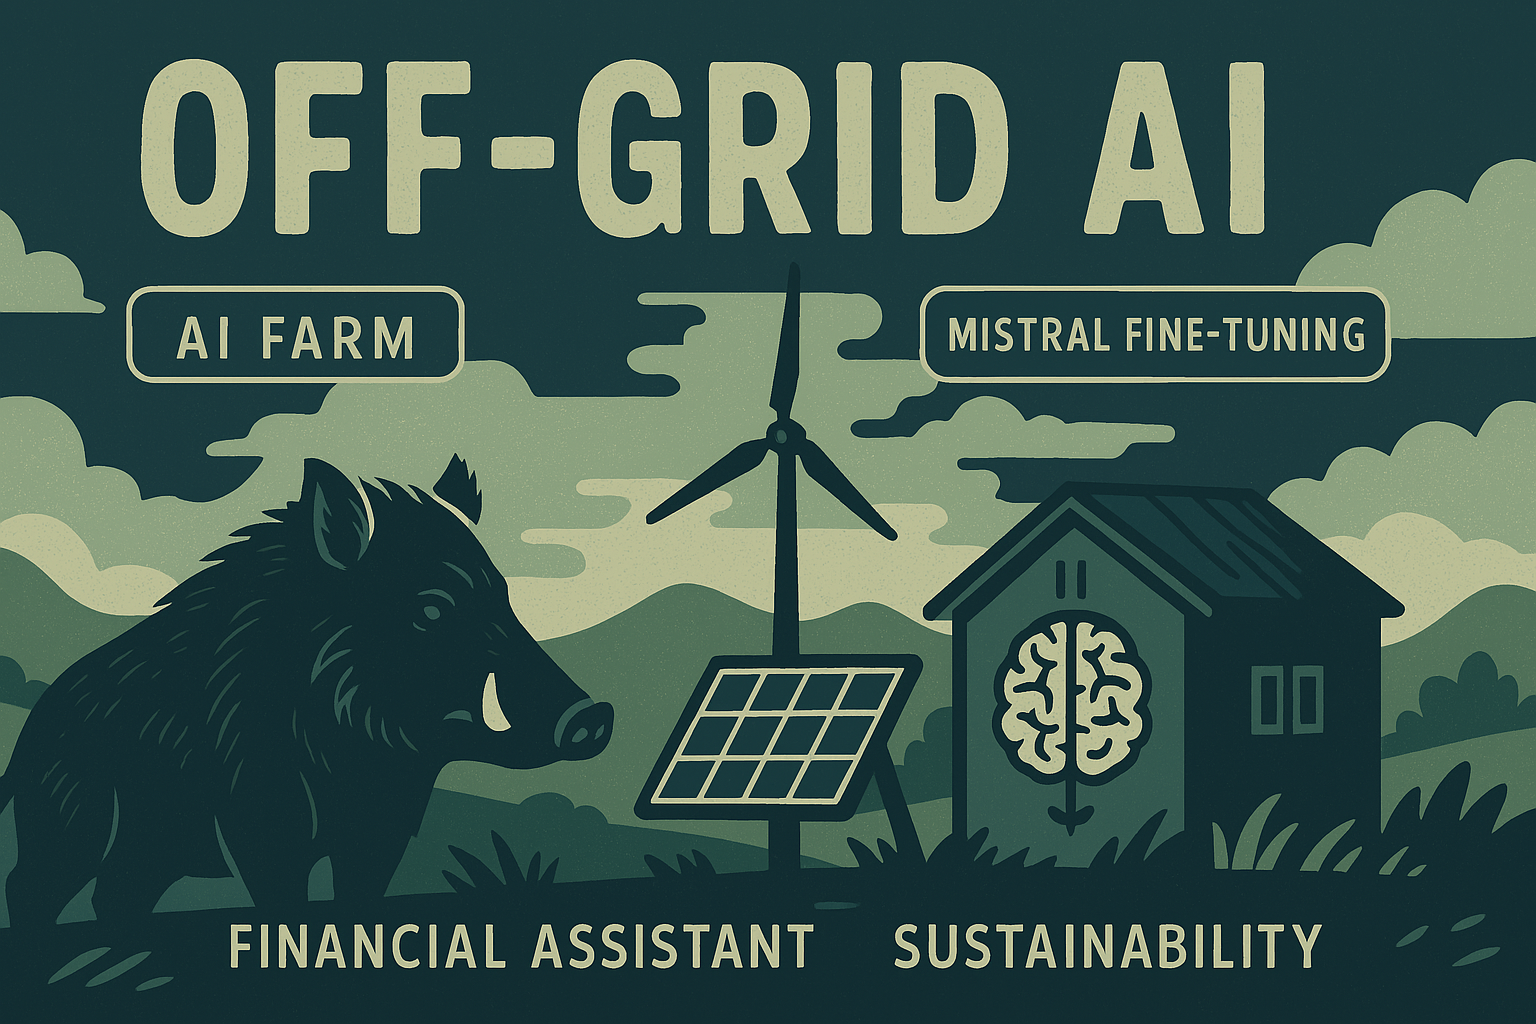 OFF-GRID AI
AI FARM
MISTRAL FINE-TUNING
FINANCIAL ASSISTANT
SUSTAINABILITY